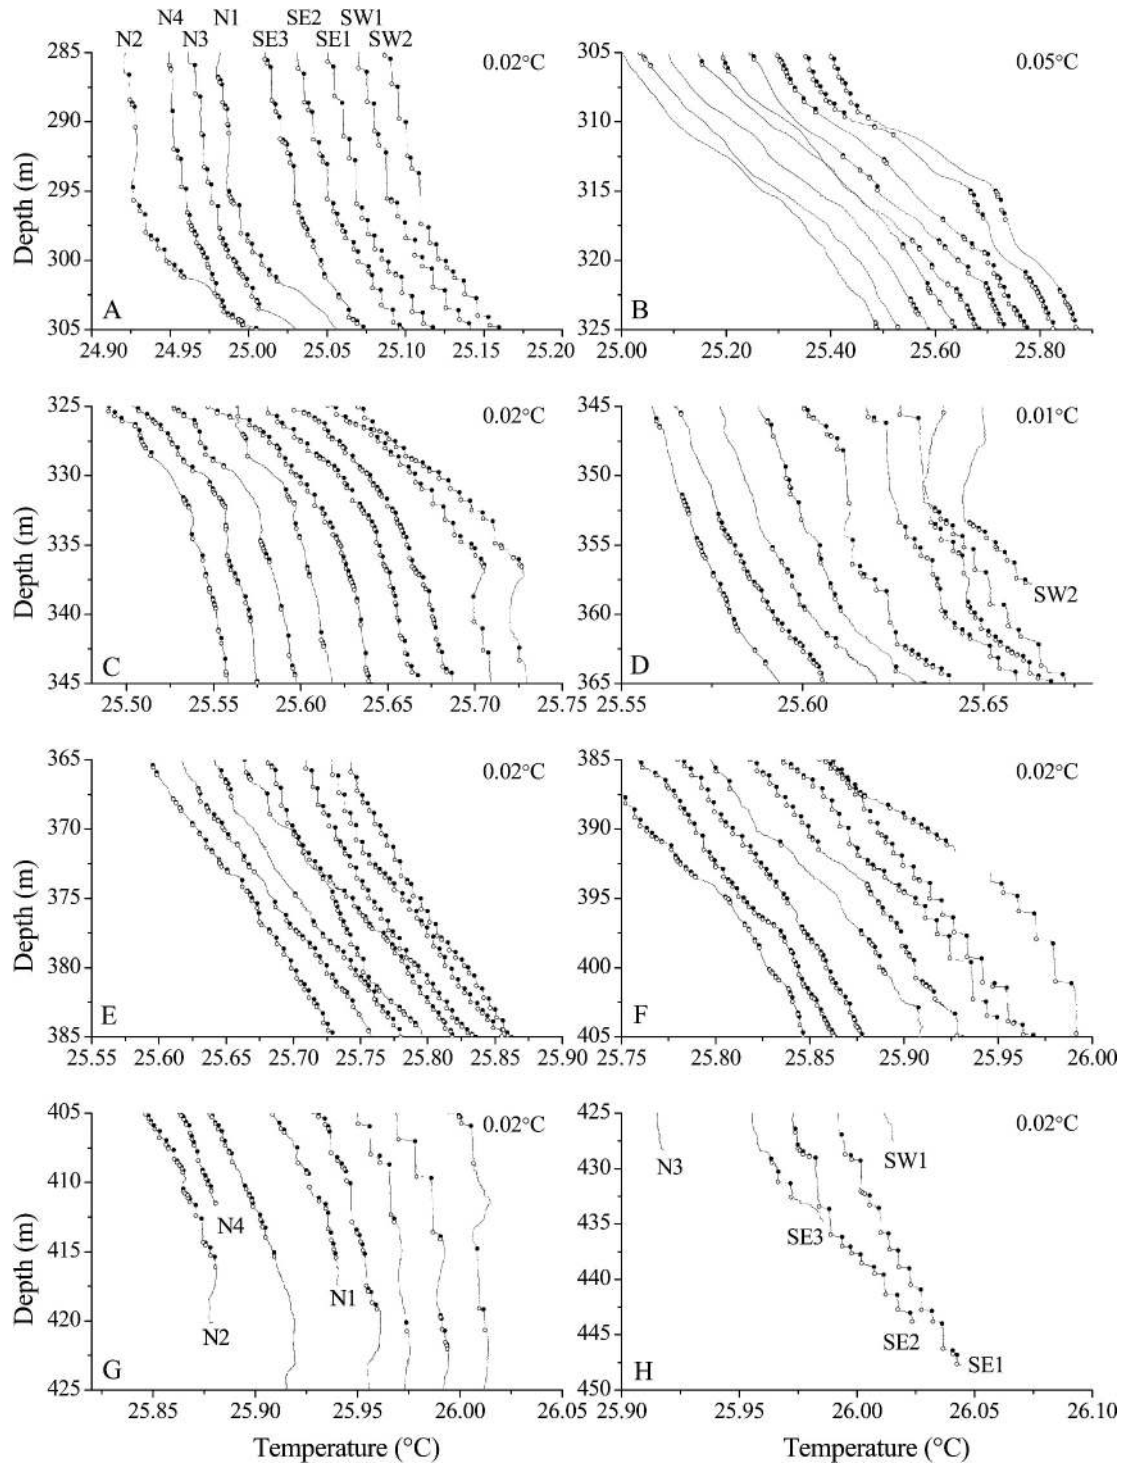 N4 N1 SE2 SW1
N2 N3 SE3 SE1 SW2
285
290
295
300
305
Depth (m)
0.02°C
A
24.90 24.95 25.00 25.05 25.10 25.15 25.20
305
310
315
320
325
0.05°C
B
25.00 25.20 25.40 25.60 25.80
325
330
335
340
345
Depth (m)
0.02°C
C
25.50 25.55 25.60 25.65 25.70 25.75
345
350
355
360
365
0.01°C
SW2
D
25.55 25.60 25.65
365
370
375
380
385
Depth (m)
0.02°C
E
25.55 25.60 25.65 25.70 25.75 25.80 25.85 25.90
385
390
395
400
405
0.02°C
F
25.75 25.80 25.85 25.90 25.95 26.00
405
410
415
420
425
Depth (m)
0.02°C
N4
N1
N2
G
25.85 25.90 25.95 26.00 26.05
Temperature (°C)
425
430
435
440
445
450
0.02°C
N3
SW1
SE3
SE2
SE1
H
25.90 25.95 26.00 26.05 26.10
Temperature (°C)